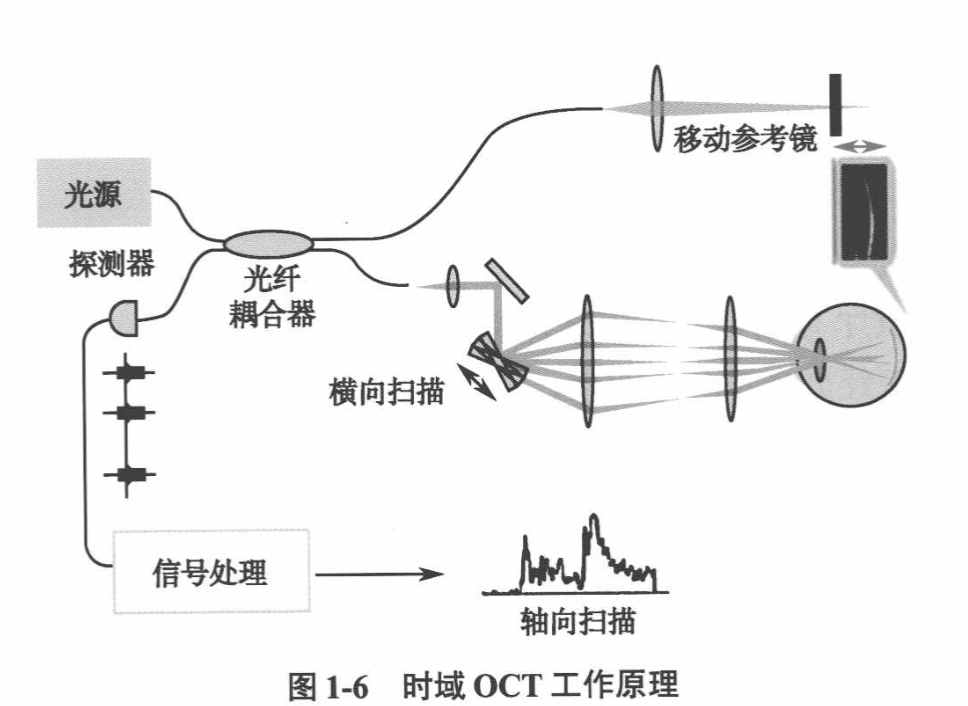 移动参考镜
光源
探测器
光纤
耦合器
横向扫描
信号处理
轴向扫描
图 1-6 时域 OCT 工作原理